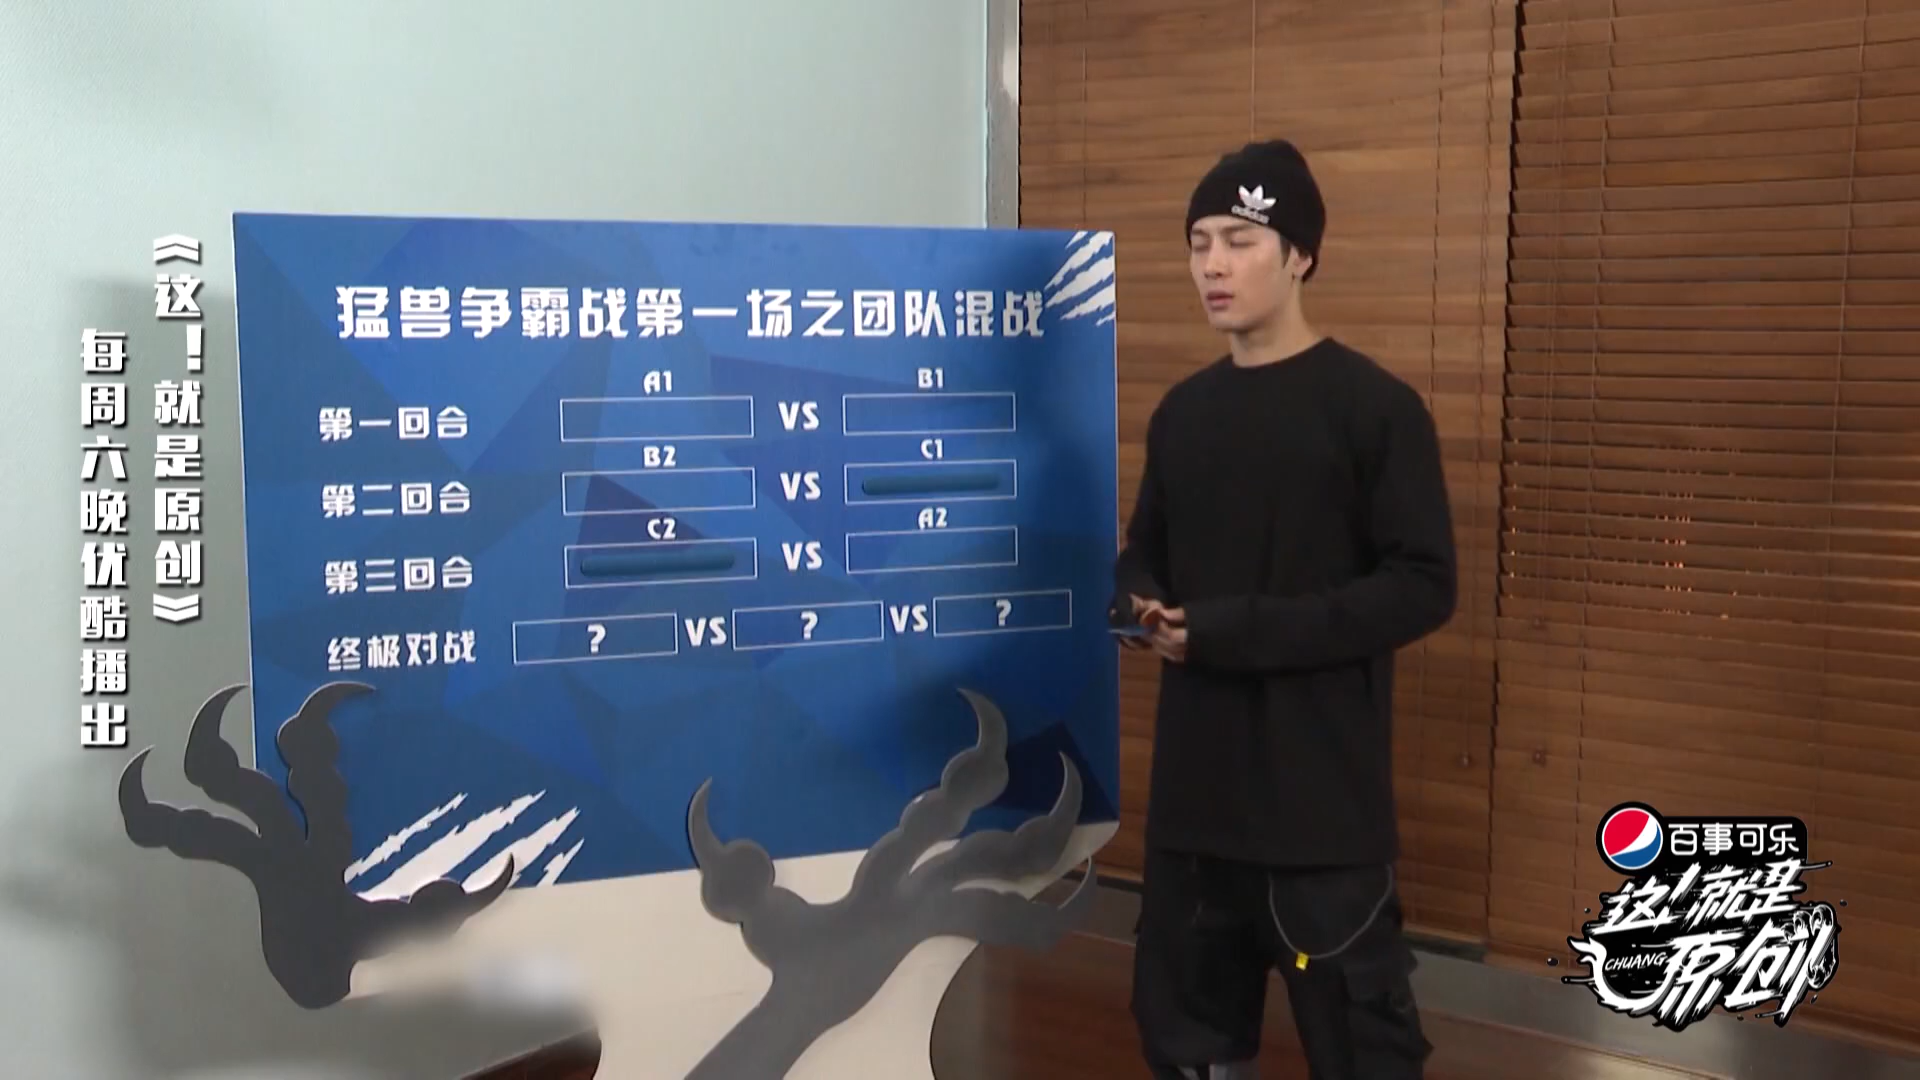 《这！就是原创》
每周六晚优酷播出
猛兽争霸战第一场之团队混战
A1 B1
第一回合 VS
B2 C1
第二回合 VS
C2 A2
第三回合 VS
终极对战 ? VS ? VS ?
adidas
百事可乐
这!就是
CHUANG
原创